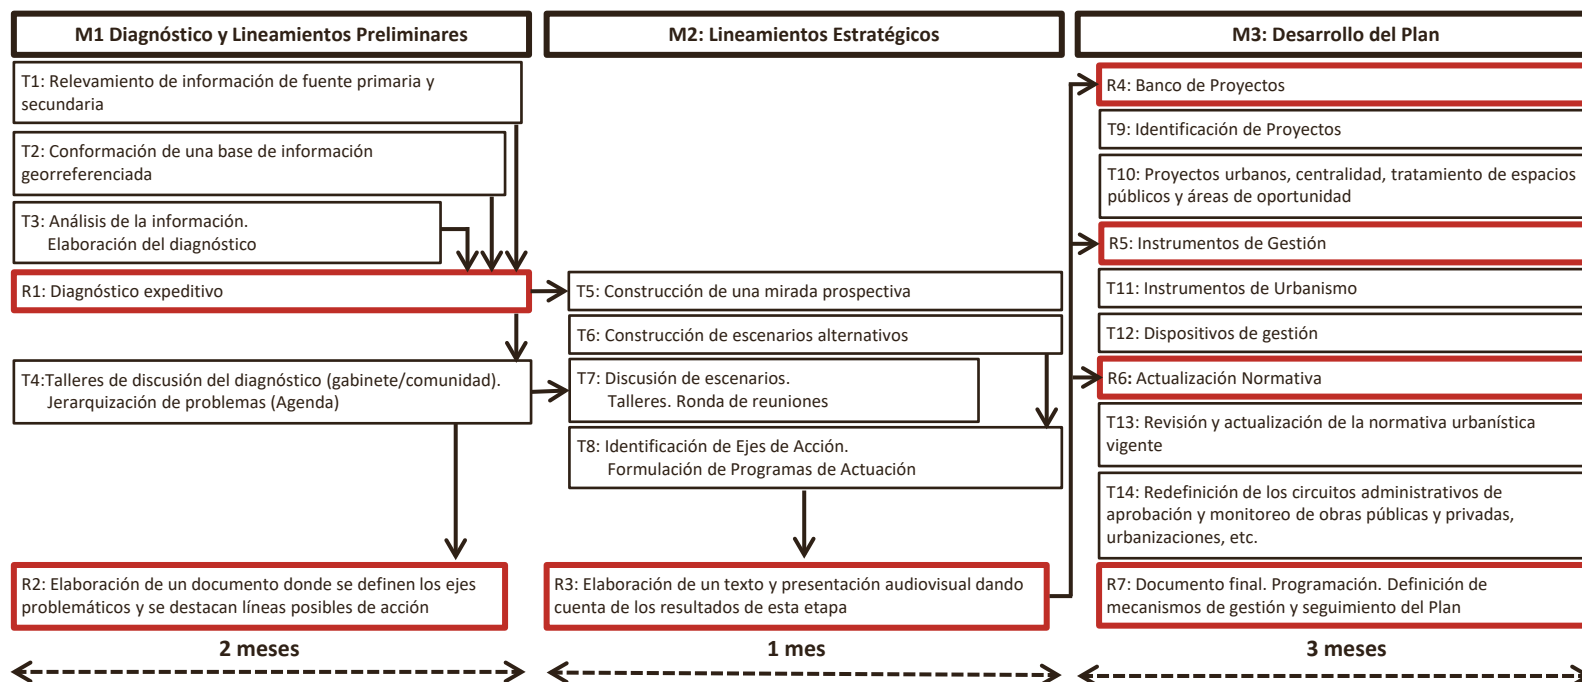 M1 Diagnóstico y Lineamientos Preliminares
T1: Relevamiento de información de fuente primaria y
secundaria
T2: Conformación de una base de información
georreferenciada
T3: Análisis de la información.
Elaboración del diagnóstico
R1: Diagnóstico expeditivo
T4:Talleres de discusión del diagnóstico (gabinete/comunidad).
Jerarquización de problemas (Agenda)
R2: Elaboración de un documento donde se definen los ejes
problemáticos y se destacan líneas posibles de acción
2 meses
M2: Lineamientos Estratégicos
T5: Construcción de una mirada prospectiva
T6: Construcción de escenarios alternativos
T7: Discusión de escenarios.
Talleres. Ronda de reuniones
T8: Identificación de Ejes de Acción.
Formulación de Programas de Actuación
R3: Elaboración de un texto y presentación audiovisual dando
cuenta de los resultados de esta etapa
1 mes
M3: Desarrollo del Plan
R4: Banco de Proyectos
T9: Identificación de Proyectos
T10: Proyectos urbanos, centralidad, tratamiento de espacios
públicos y áreas de oportunidad
R5: Instrumentos de Gestión
T11: Instrumentos de Urbanismo
T12: Dispositivos de gestión
R6: Actualización Normativa
T13: Revisión y actualización de la normativa urbanística
vigente
T14: Redefinición de los circuitos administrativos de
aprobación y monitoreo de obras públicas y privadas,
urbanizaciones, etc.
R7: Documento final. Programación. Definición de
mecanismos de gestión y seguimiento del Plan
3 meses